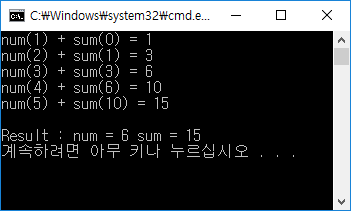 C:₩Windows₩system32₩cmd.e...
num(1) + sum(0) = 1
num(2) + sum(1) = 3
num(3) + sum(3) = 6
num(4) + sum(6) = 10
num(5) + sum(10) = 15
Result : num = 6 sum = 15
계속하려면 아무 키나 누르십시오 . . .